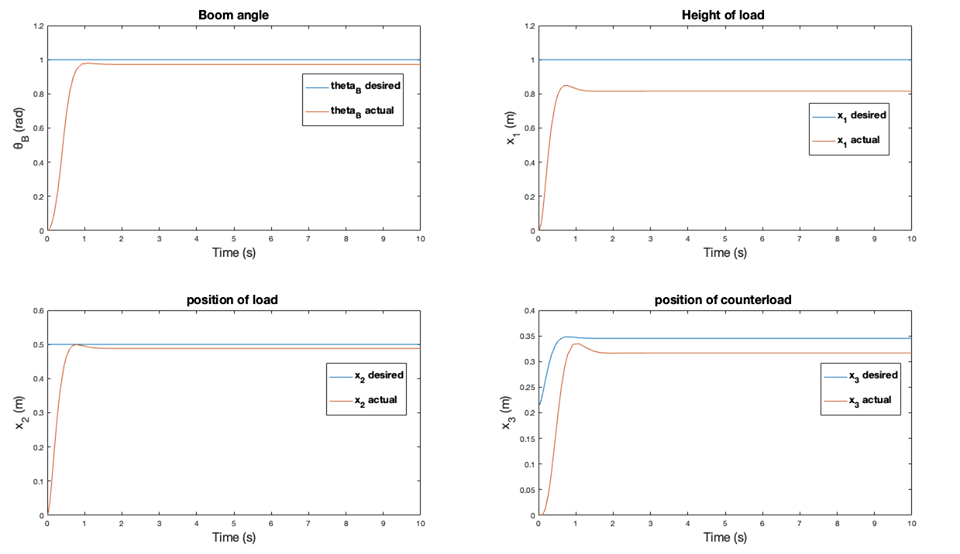 Boom angle
1.2
1
0.8
0.6
0.4
0.2
0
θB (rad)
thetaB desired
thetaB actual
0 1 2 3 4 5 6 7 8 9 10
Time (s)
Height of load
1.2
1
0.8
0.6
0.4
0.2
0
x1 (m)
x1 desired
x1 actual
0 1 2 3 4 5 6 7 8 9 10
Time (s)
position of load
0.6
0.5
0.4
0.3
0.2
0.1
0
x2 (m)
x2 desired
x2 actual
0 1 2 3 4 5 6 7 8 9 10
Time (s)
position of counterload
0.4
0.35
0.3
0.25
0.2
0.15
0.1
0.05
0
x3 (m)
x3 desired
x3 actual
0 1 2 3 4 5 6 7 8 9 10
Time (s)